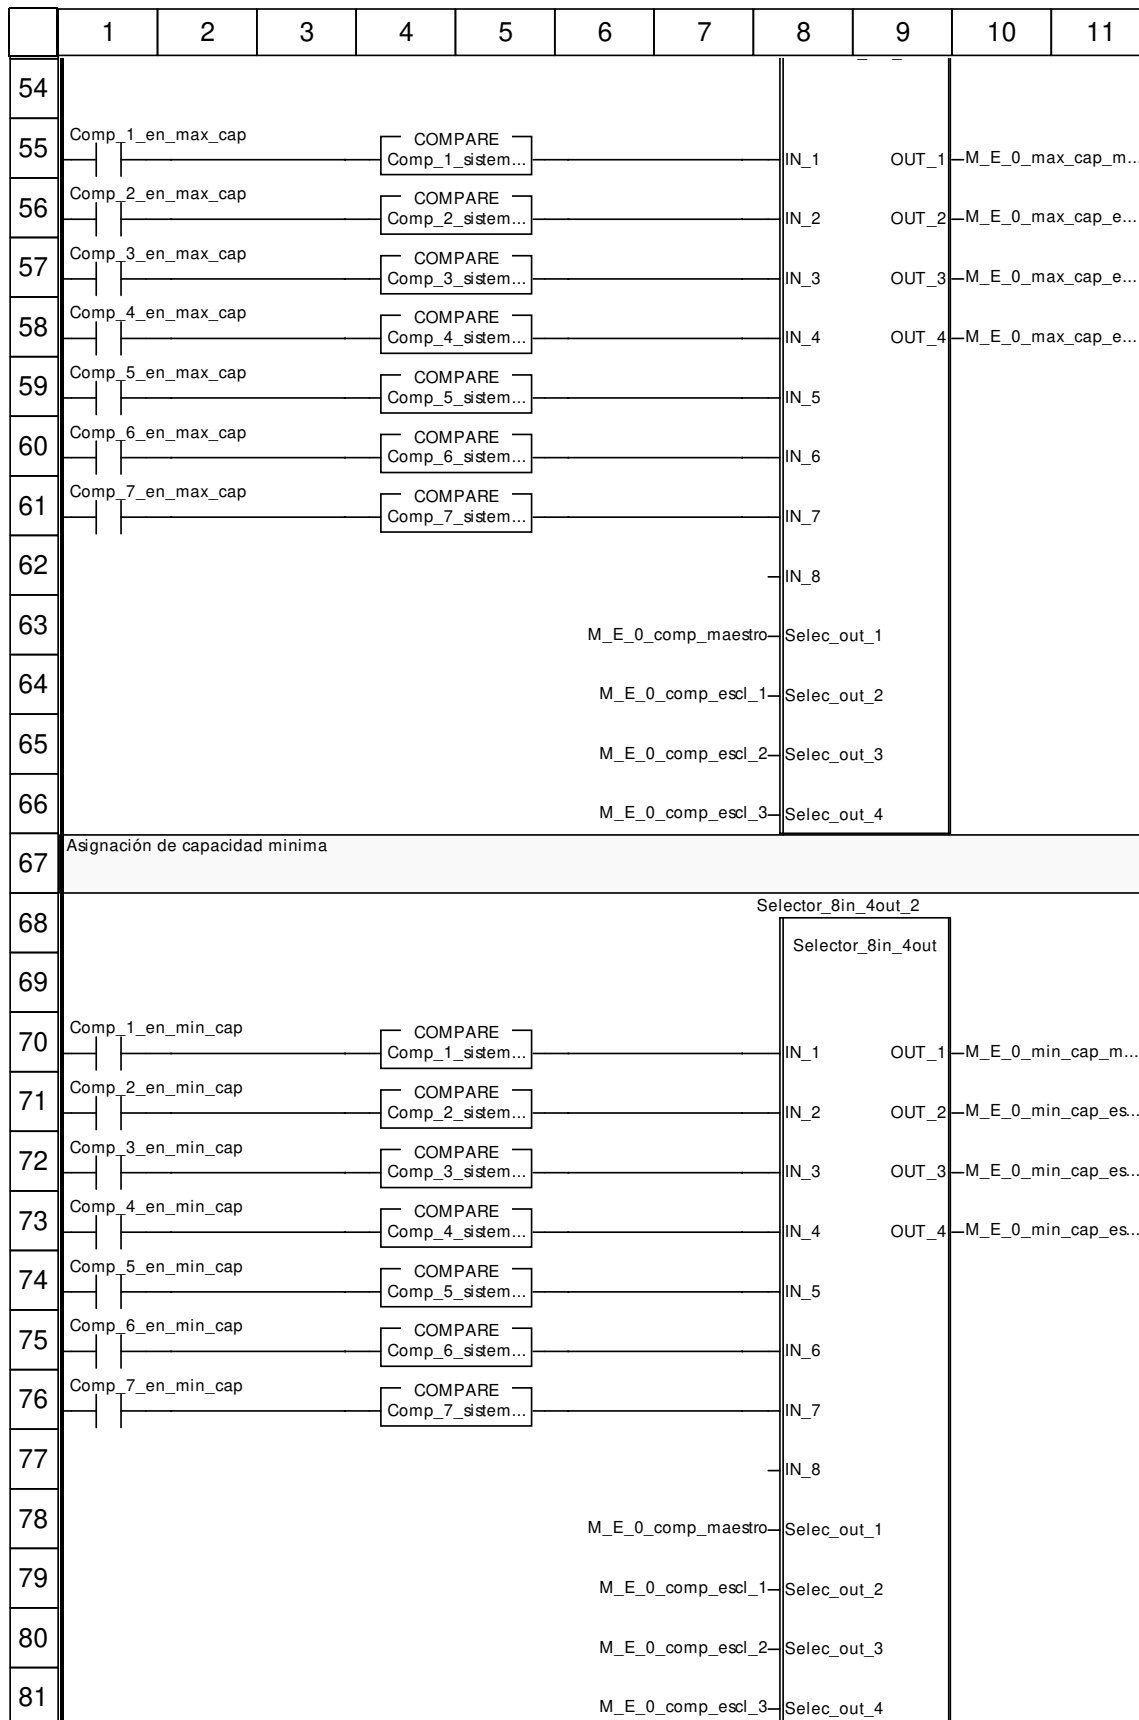 1 2 3 4 5 6 7 8 9 10 11
54
Comp_1_en_max_cap
COMPARE
55 Comp_1_sistem... IN_1 OUT_1 M_E_0_max_cap_m...
Comp_2_en_max_cap
COMPARE
56 Comp_2_sistem... IN_2 OUT_2 M_E_0_max_cap_e...
Comp_3_en_max_cap
COMPARE
57 Comp_3_sistem... IN_3 OUT_3 M_E_0_max_cap_e...
Comp_4_en_max_cap
COMPARE
58 Comp_4_sistem... IN_4 OUT_4 M_E_0_max_cap_e...
Comp_5_en_max_cap
COMPARE
59 Comp_5_sistem... IN_5
Comp_6_en_max_cap
COMPARE
60 Comp_6_sistem... IN_6
Comp_7_en_max_cap
COMPARE
61 Comp_7_sistem... IN_7
62 IN_8
63 M_E_0_comp_maestro Selec_out_1
64 M_E_0_comp_escl_1 Selec_out_2
65 M_E_0_comp_escl_2 Selec_out_3
66 M_E_0_comp_escl_3 Selec_out_4
67 Asignación de capacidad minima
68 Selector_8in_4out_2
Selector_8in_4out
69
Comp_1_en_min_cap
COMPARE
70 Comp_1_sistem... IN_1 OUT_1 M_E_0_min_cap_m...
Comp_2_en_min_cap
COMPARE
71 Comp_2_sistem... IN_2 OUT_2 M_E_0_min_cap_es...
Comp_3_en_min_cap
COMPARE
72 Comp_3_sistem... IN_3 OUT_3 M_E_0_min_cap_es...
Comp_4_en_min_cap
COMPARE
73 Comp_4_sistem... IN_4 OUT_4 M_E_0_min_cap_es...
Comp_5_en_min_cap
COMPARE
74 Comp_5_sistem... IN_5
Comp_6_en_min_cap
COMPARE
75 Comp_6_sistem... IN_6
Comp_7_en_min_cap
COMPARE
76 Comp_7_sistem... IN_7
77 IN_8
78 M_E_0_comp_maestro Selec_out_1
79 M_E_0_comp_escl_1 Selec_out_2
80 M_E_0_comp_escl_2 Selec_out_3
81 M_E_0_comp_escl_3 Selec_out_4